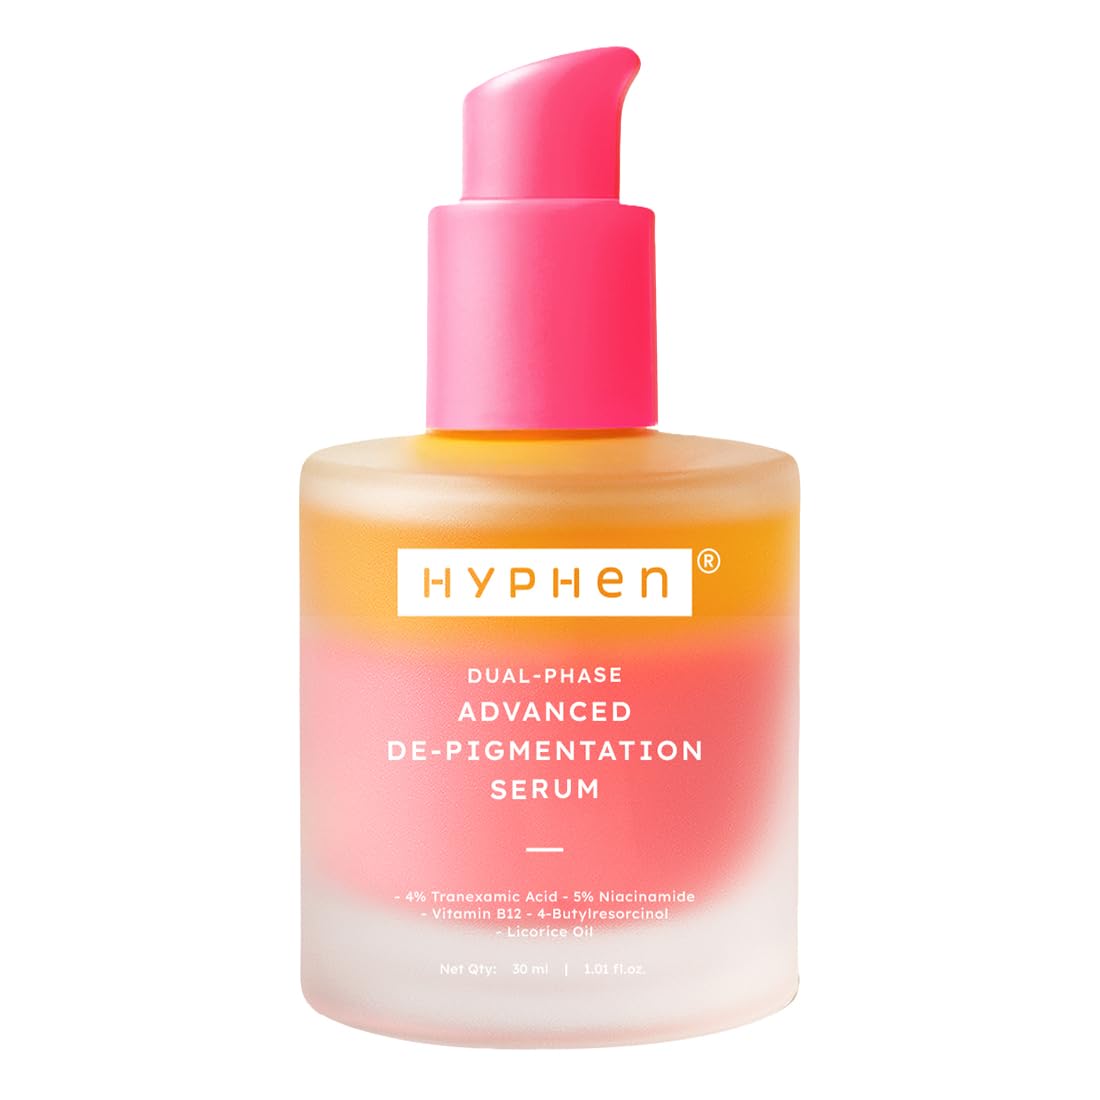 HYPHEN®
DUAL-PHASE
ADVANCED
DE-PIGMENTATION
SERUM
- 4% Tranexamic Acid - 5% Niacinamide
- Vitamin B12 - 4-Butylresorcinol
- Licorice Oil
Net Qty: 30 ml | 1.01 fl.oz.